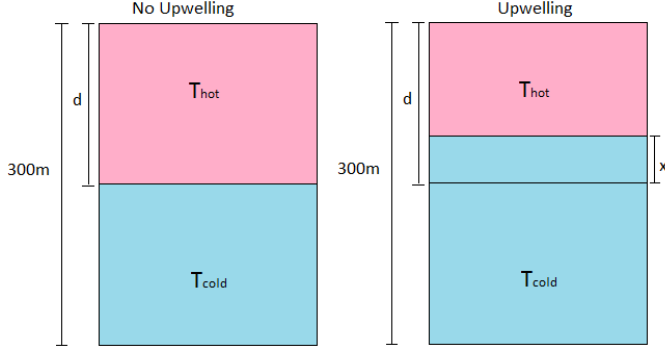 No Upwelling
d
Thot
300m
Tcold
Upwelling
d
Thot
x
300m
Tcold